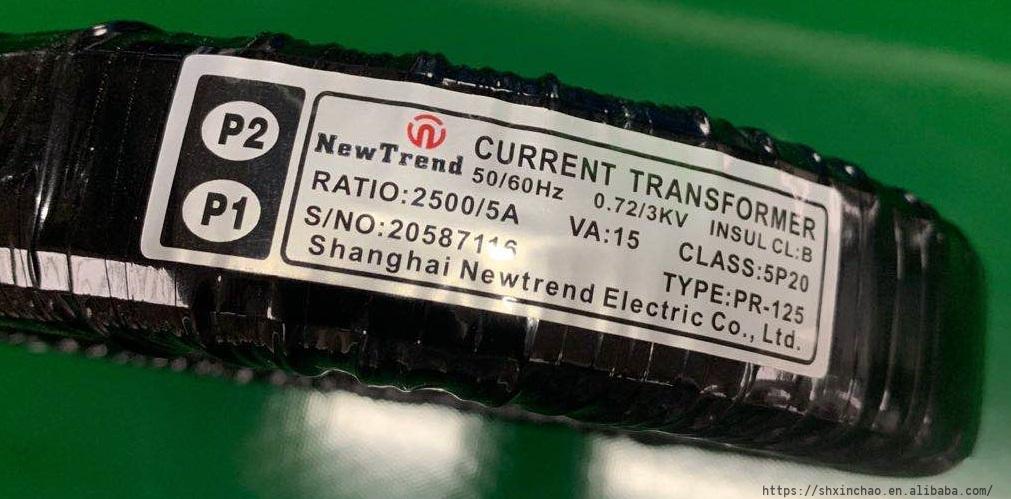 P2
P1
NewTrend
CURRENT TRANSFORMER
50/60Hz 0.72/3KV INSUL CL:B
RATIO:2500/5A VA:15 CLASS:5P20
S/NO:20587116 TYPE:PR-125
Shanghai Newtrend Electric Co., Ltd.
https://shxinchao.en.alibaba.com/